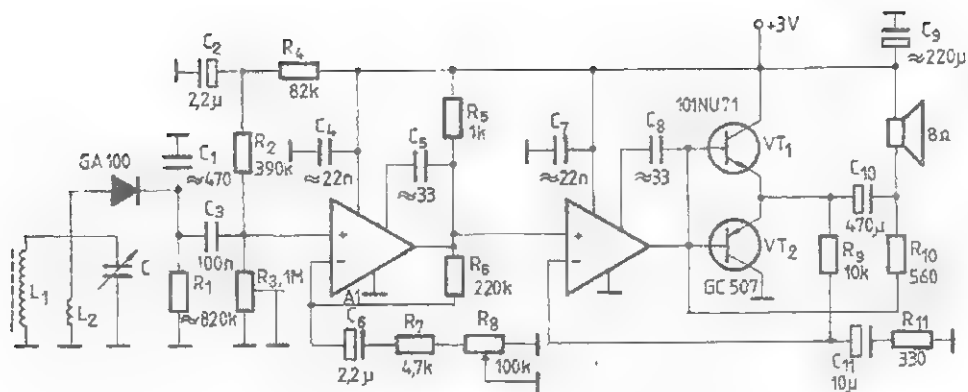 C2
2,2µ
R4
82k
+3V
C9
≈220µ
GA100
C1
≈470
R2
390k
C4
≈22n
C5
≈33
R5
1k
C7
≈22n
C8
≈33
101NU71
VT1
8Ω
C3
100n
C10
470µ
L1
L2
C
R1
≈820k
R3, 1M
+
−
A1
R6
220k
+
−
VT2
GC 507
R9
10k
R10
560
C6
2,2µ
R7
4,7k
R8
100k
C11
10µ
R11
330